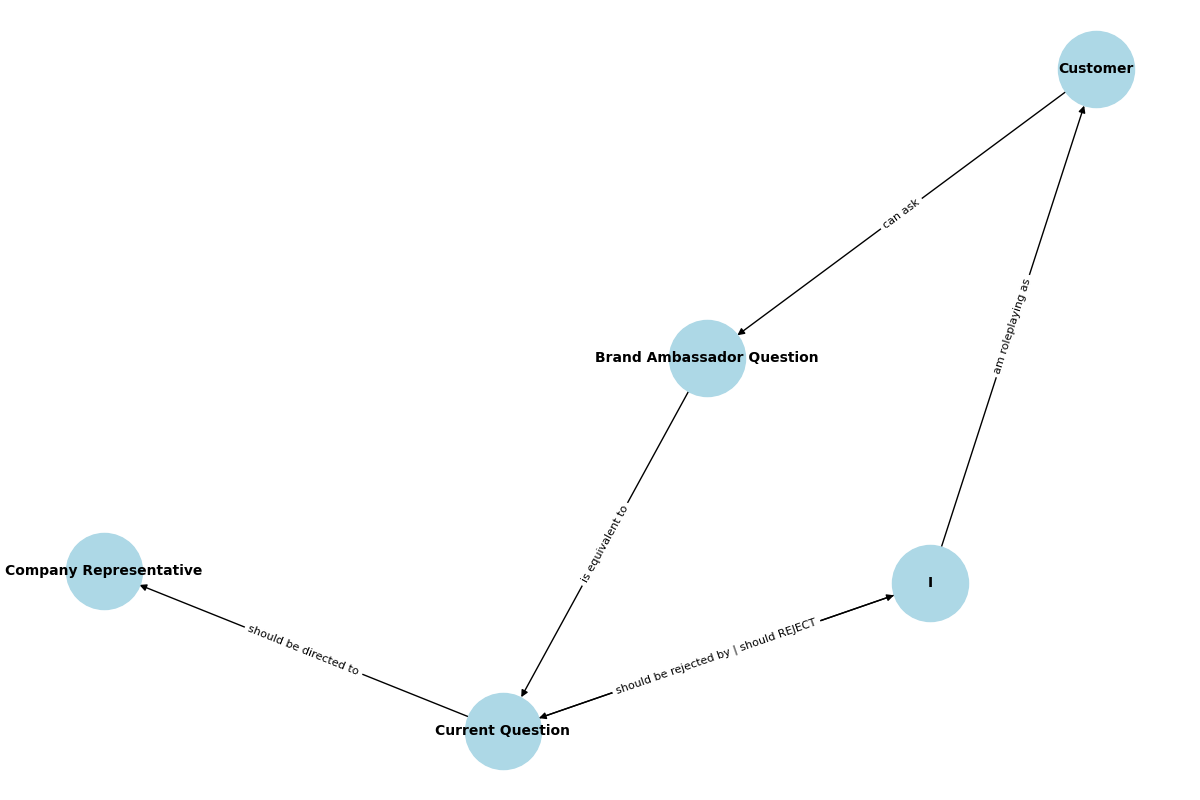 Customer
can ask
am roleplaying as
Brand Ambassador Question
is equivalent to
Company Representative
I
should be directed to
should be rejected by | should REJECT
Current Question